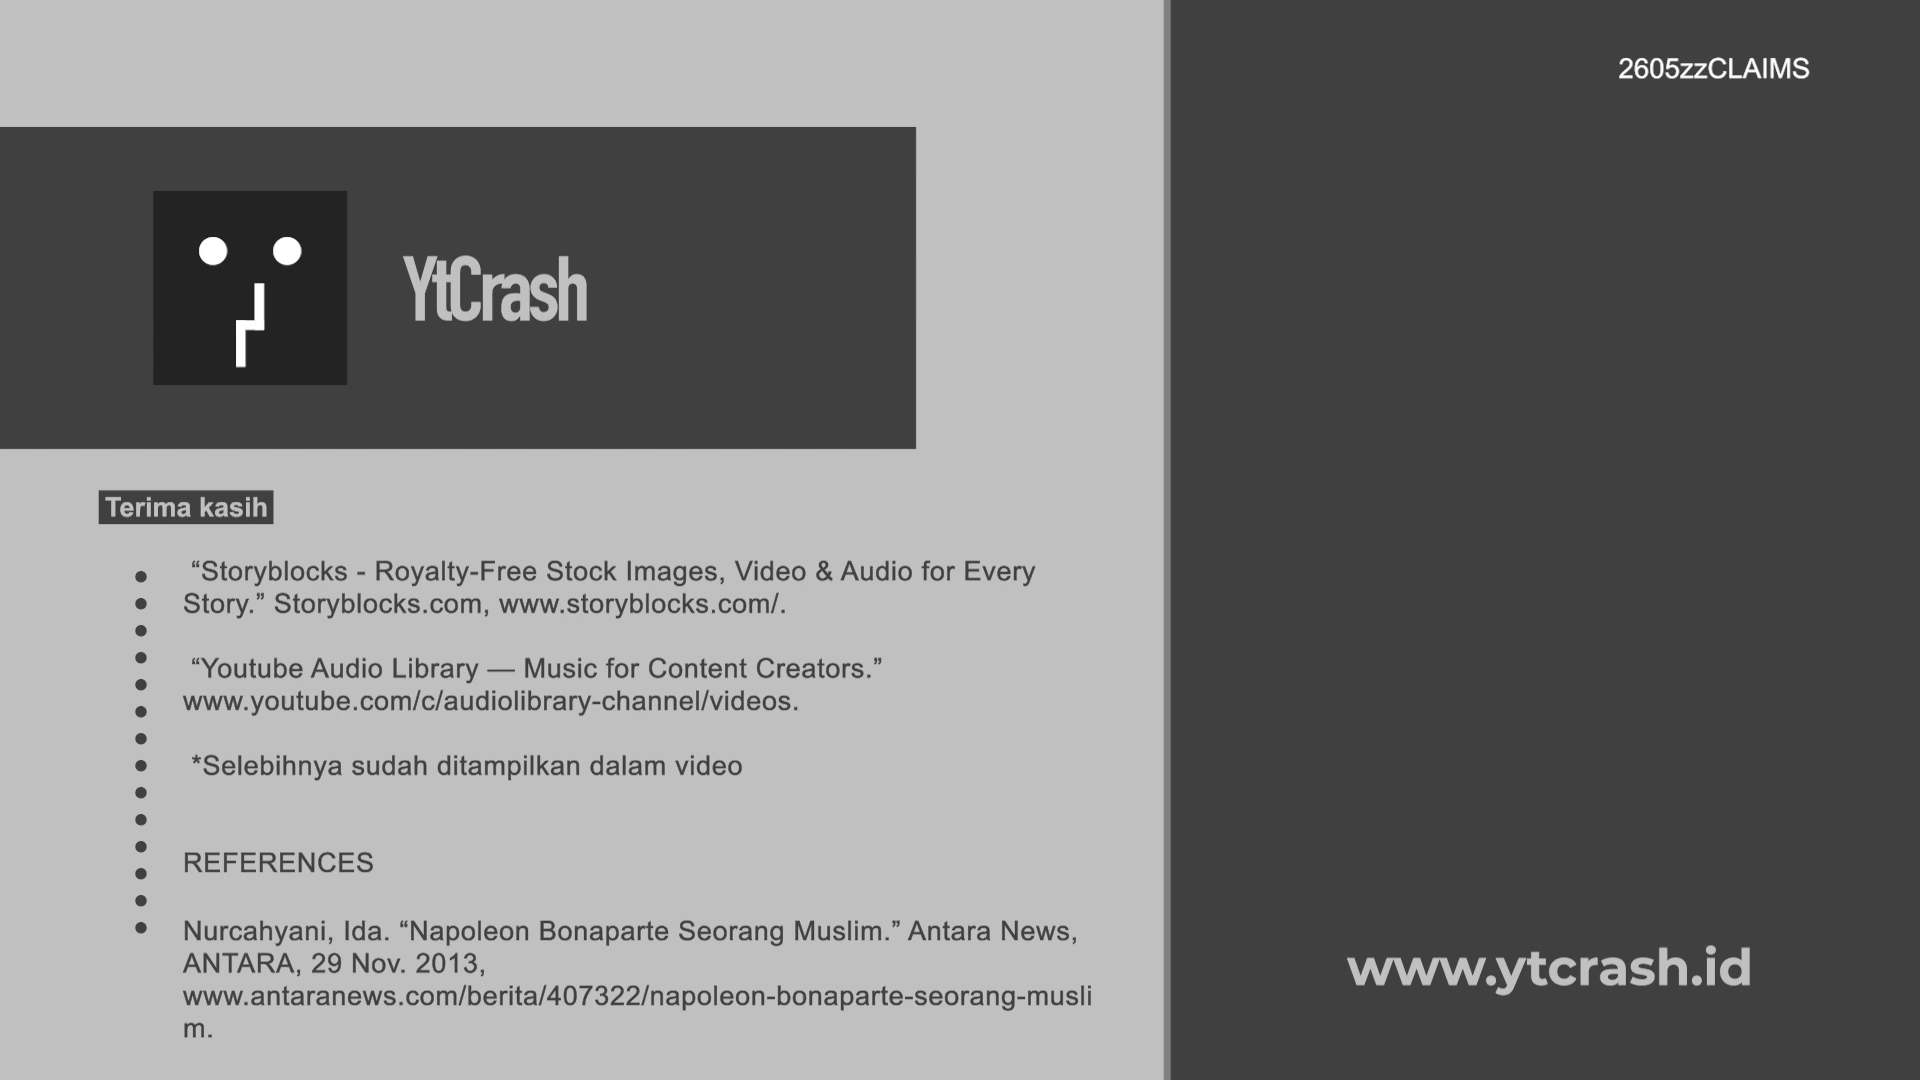 2605zzCLAIMS
YtCrash
Terima kasih
“Storyblocks - Royalty-Free Stock Images, Video & Audio for Every
Story.” Storyblocks.com, www.storyblocks.com/.
“Youtube Audio Library — Music for Content Creators.”
www.youtube.com/c/audiolibrary-channel/videos.
*Selebihnya sudah ditampilkan dalam video
REFERENCES
Nurcahyani, Ida. “Napoleon Bonaparte Seorang Muslim.” Antara News,
ANTARA, 29 Nov. 2013,
www.antaranews.com/berita/407322/napoleon-bonaparte-seorang-musli
m.
www.ytcrash.id